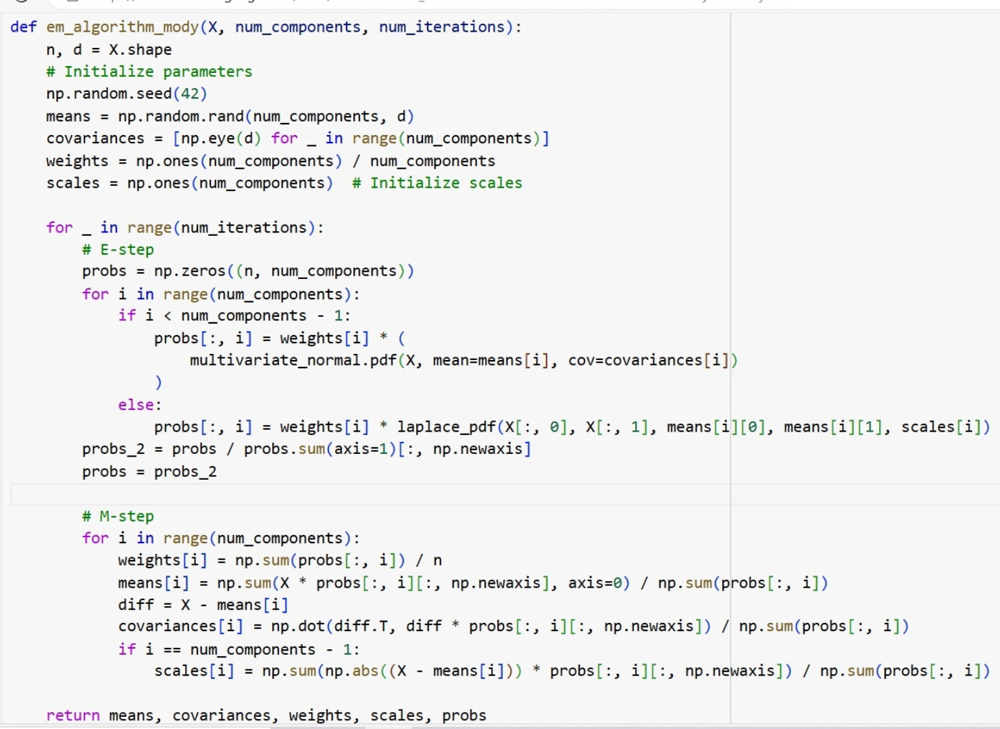 def em_algorithm_mody(X, num_components, num_iterations):
    n, d = X.shape
    # Initialize parameters
    np.random.seed(42)
    means = np.random.rand(num_components, d)
    covariances = [np.eye(d) for _ in range(num_components)]
    weights = np.ones(num_components) / num_components
    scales = np.ones(num_components)  # Initialize scales

    for _ in range(num_iterations):
        # E-step
        probs = np.zeros((n, num_components))
        for i in range(num_components):
            if i < num_components - 1:
                probs[:, i] = weights[i] * (
                    multivariate_normal.pdf(X, mean=means[i], cov=covariances[i])
                )
            else:
                probs[:, i] = weights[i] * laplace_pdf(X[:, 0], X[:, 1], means[i][0], means[i][1], scales[i])
        probs_2 = probs / probs.sum(axis=1)[:, np.newaxis]
        probs = probs_2

        # M-step
        for i in range(num_components):
            weights[i] = np.sum(probs[:, i]) / n
            means[i] = np.sum(X * probs[:, i][:, np.newaxis], axis=0) / np.sum(probs[:, i])
            diff = X - means[i]
            covariances[i] = np.dot(diff.T, diff * probs[:, i][:, np.newaxis]) / np.sum(probs[:, i])
            if i == num_components - 1:
                scales[i] = np.sum(np.abs((X - means[i])) * probs[:, i][:, np.newaxis]) / np.sum(probs[:, i])

    return means, covariances, weights, scales, probs